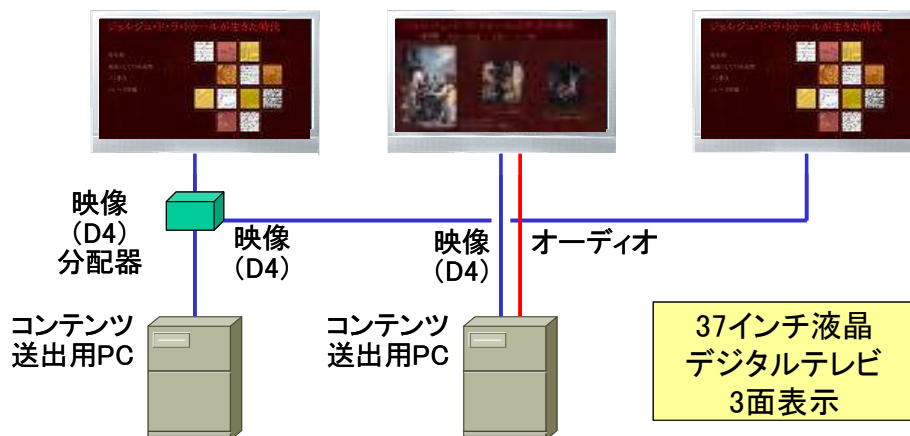 ジョルジュ・ド・ラ・トゥールが生きた時代
ジョルジュ・ド・ラ・トゥールが生きた時代
映像
（D4）
分配器
映像
（D4）
映像
（D4）
オーディオ
コンテンツ
送出用PC
コンテンツ
送出用PC
37インチ液晶
デジタルテレビ
3面表示